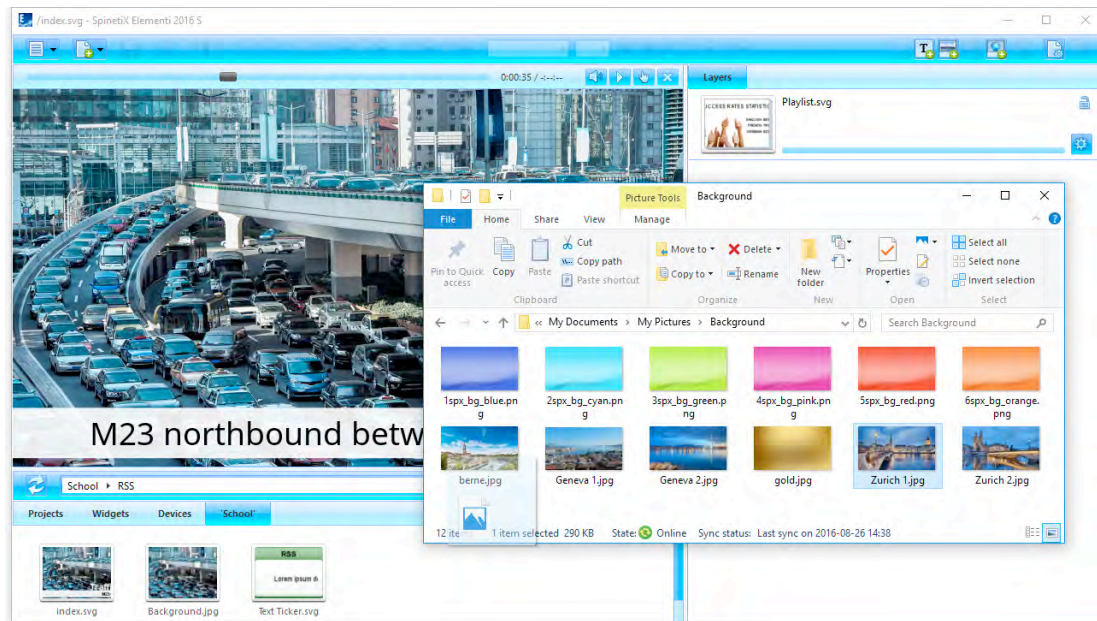 /index.svg - SpinetiX Elementi 2016 S
0:00:35 / -:--:--
Layers
Playlist.svg
ACCESS RATES STATISTIC
M23 northbound betw
Picture Tools
Background
File
Home
Share
View
Manage
Pin to Quick access
Copy
Paste
Cut
Copy path
Paste shortcut
Clipboard
Move to
Copy to
Delete
Rename
Organize
New folder
New
Properties
Open
Select all
Select none
Invert selection
Select
« My Documents › My Pictures › Background
Search Background
1spx_bg_blue.png
2spx_bg_cyan.png
3spx_bg_green.png
4spx_bg_pink.png
5spx_bg_red.png
6spx_bg_orange.png
berne.jpg
Geneva 1.jpg
Geneva 2.jpg
gold.jpg
Zurich 1.jpg
Zurich 2.jpg
12 ite
1 item selected 290 KB
State: Online
Sync status: Last sync on 2016-08-26 14:38
School ▸ RSS
Projects
Widgets
Devices
'School'
RSS
Lorem ipsum d
index.svg
Background.jpg
Text Ticker.svg